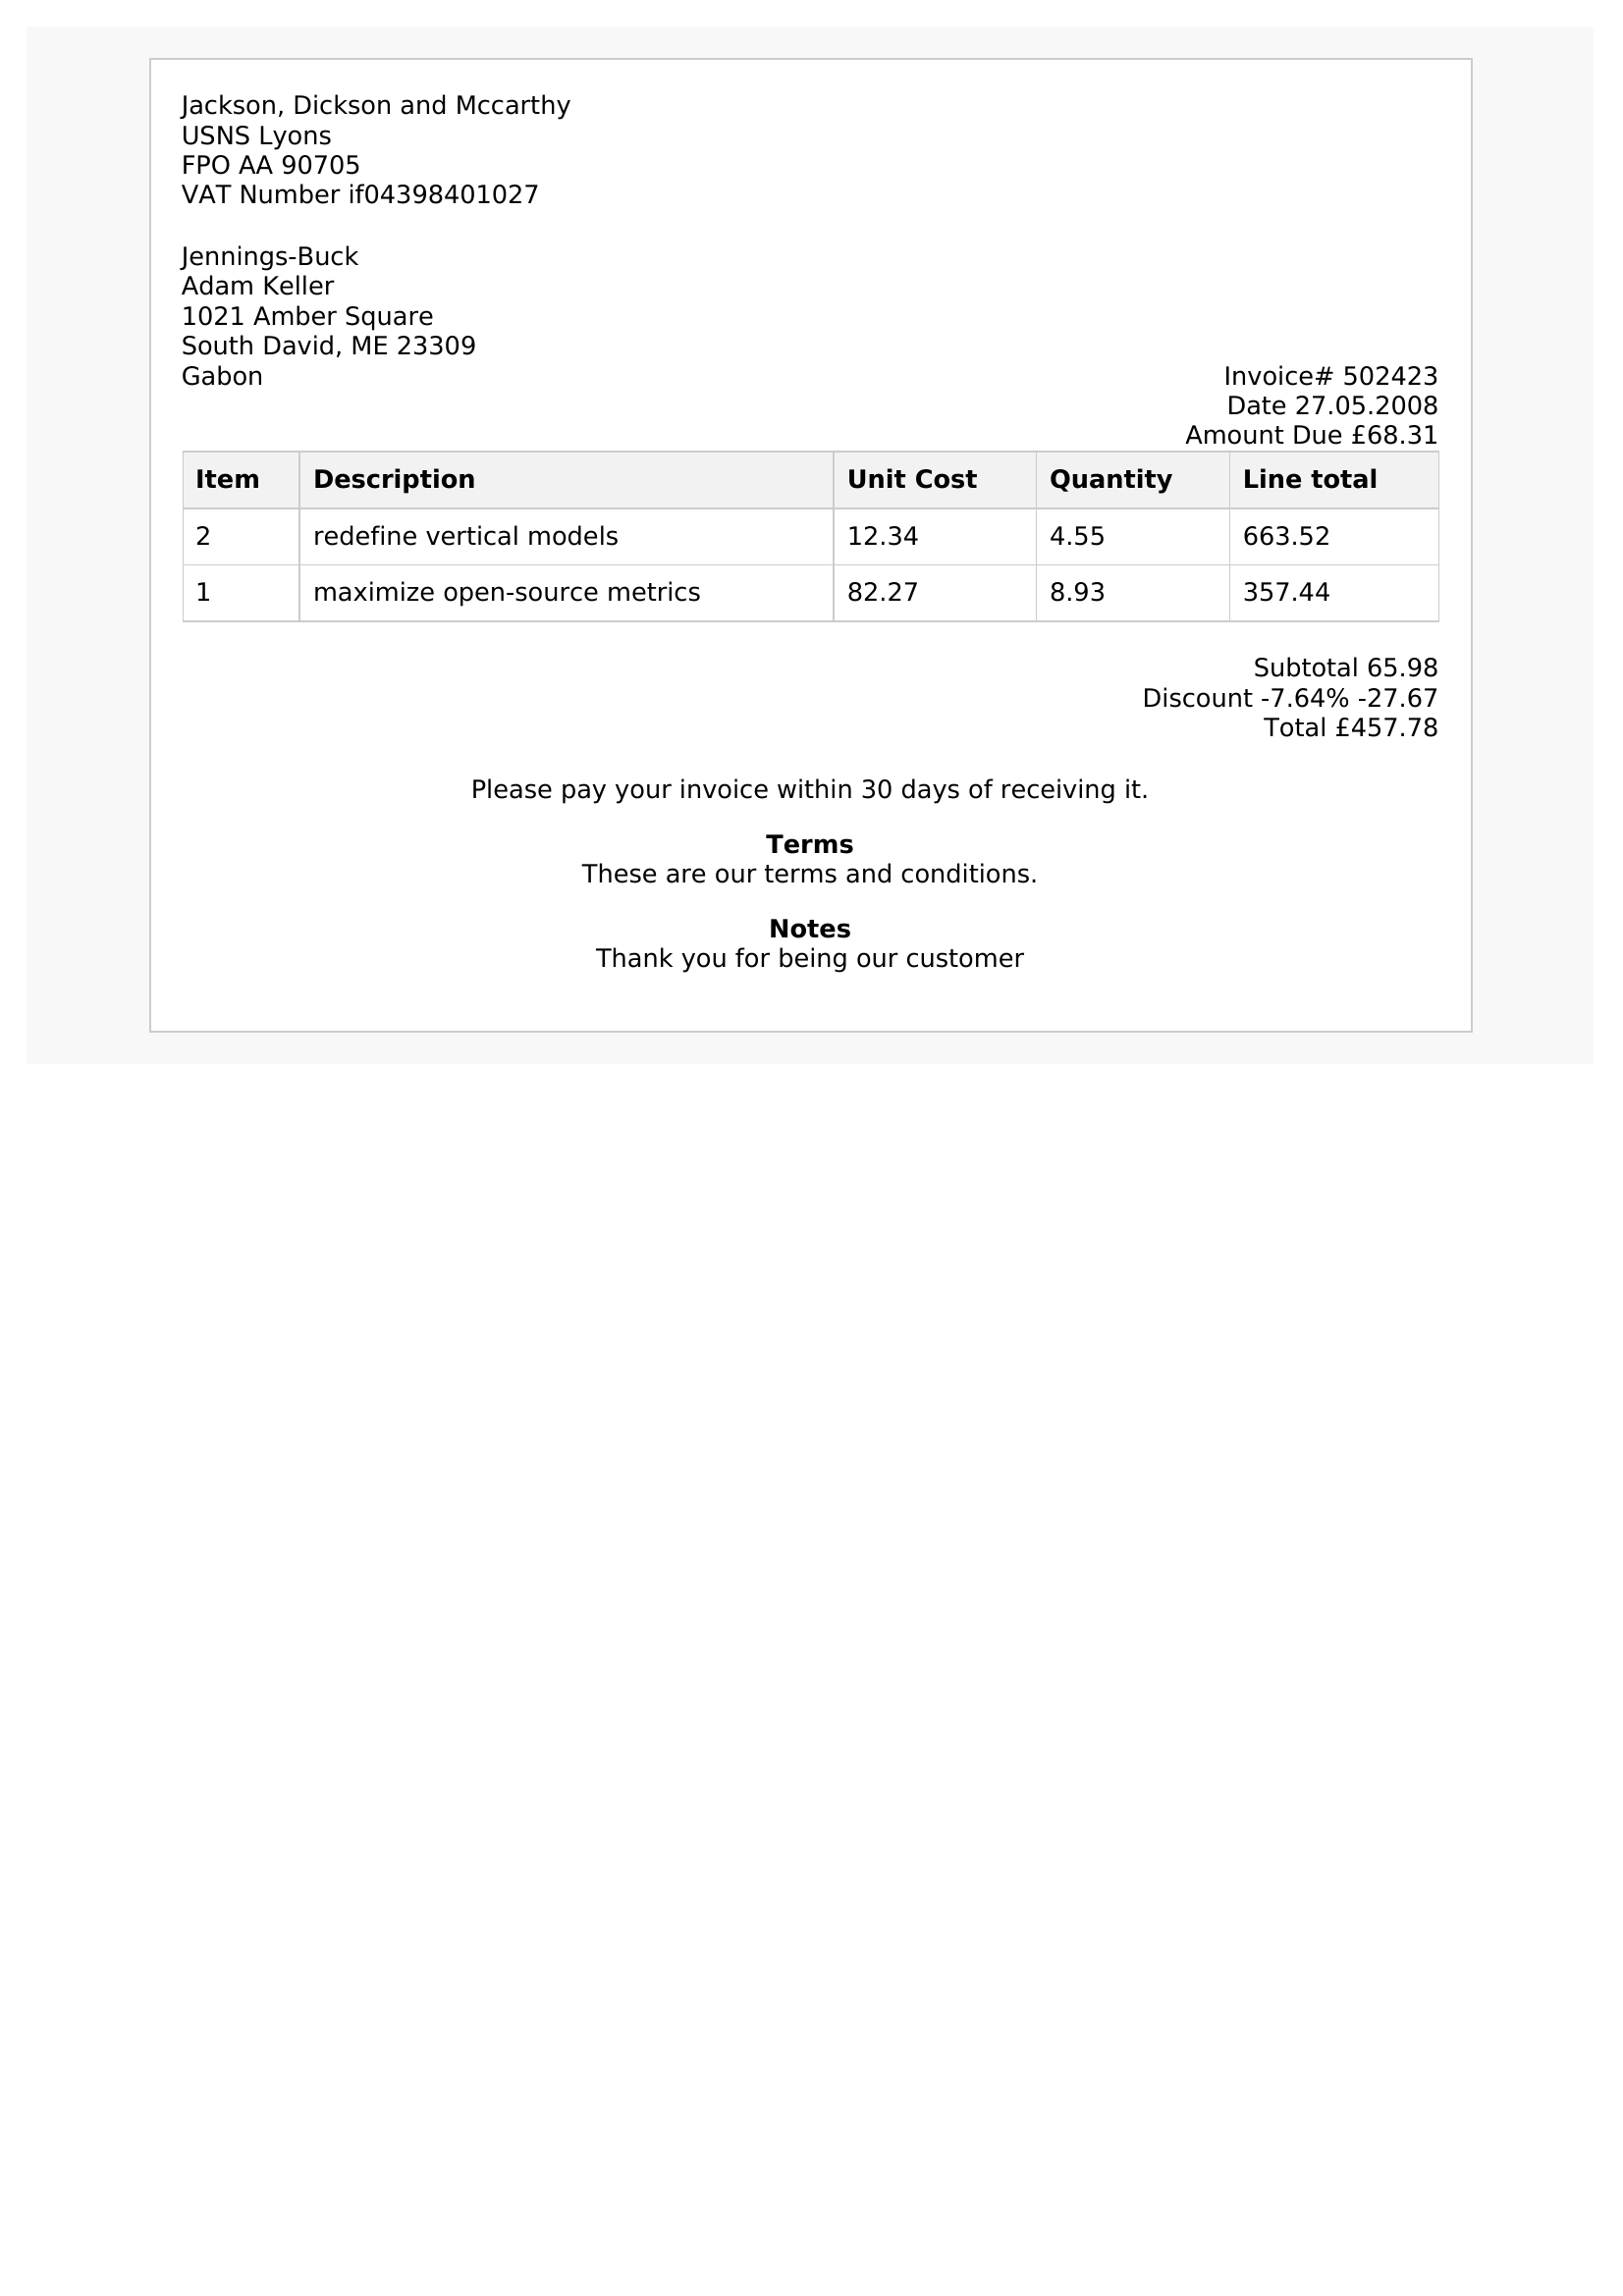 Jackson, Dickson and Mccarthy
USNS Lyons
FPO AA 90705
VAT Number if04398401027
Jennings-Buck
Adam Keller
1021 Amber Square
South David, ME 23309
Gabon
Invoice# 502423
Date 27.05.2008
Amount Due £68.31
Item Description Unit Cost Quantity Line total
2 redefine vertical models 12.34 4.55 663.52
1 maximize open-source metrics 82.27 8.93 357.44
Subtotal 65.98
Discount -7.64% -27.67
Total £457.78
Please pay your invoice within 30 days of receiving it.
Terms
These are our terms and conditions.
Notes
Thank you for being our customer